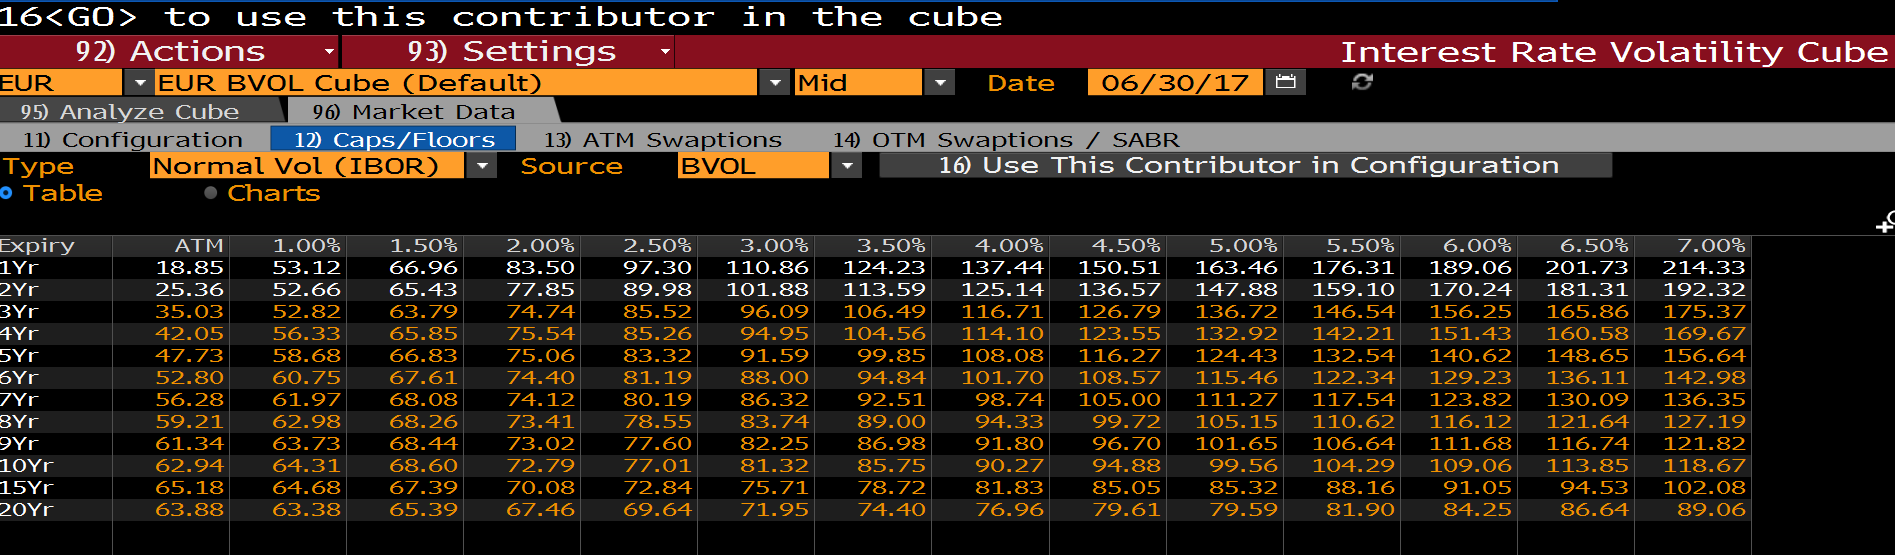 16<GO> to use this contributor in the cube
92) Actions 93) Settings Interest Rate Volatility Cube
EUR EUR BVOL Cube (Default) Mid Date 06/30/17
95) Analyze Cube 96) Market Data
11) Configuration 12) Caps/Floors 13) ATM Swaptions 14) OTM Swaptions / SABR
Type Normal Vol (IBOR) Source BVOL 16) Use This Contributor in Configuration
Table Charts
Expiry ATM 1.00% 1.50% 2.00% 2.50% 3.00% 3.50% 4.00% 4.50% 5.00% 5.50% 6.00% 6.50% 7.00%
1Yr 18.85 53.12 66.96 83.50 97.30 110.86 124.23 137.44 150.51 163.46 176.31 189.06 201.73 214.33
2Yr 25.36 52.66 65.43 77.85 89.98 101.88 113.59 125.14 136.57 147.88 159.10 170.24 181.31 192.32
3Yr 35.03 52.82 63.79 74.74 85.52 96.09 106.49 116.71 126.79 136.72 146.54 156.25 165.86 175.37
4Yr 42.05 56.33 65.85 75.54 85.26 94.95 104.56 114.10 123.55 132.92 142.21 151.43 160.58 169.67
5Yr 47.73 58.68 66.83 75.06 83.32 91.59 99.85 108.08 116.27 124.43 132.54 140.62 148.65 156.64
6Yr 52.80 60.75 67.61 74.40 81.19 88.00 94.84 101.70 108.57 115.46 122.34 129.23 136.11 142.98
7Yr 56.28 61.97 68.08 74.12 80.19 86.32 92.51 98.74 105.00 111.27 117.54 123.82 130.09 136.35
8Yr 59.21 62.98 68.26 73.41 78.55 83.74 89.00 94.33 99.72 105.15 110.62 116.12 121.64 127.19
9Yr 61.34 63.73 68.44 73.02 77.60 82.25 86.98 91.80 96.70 101.65 106.64 111.68 116.74 121.82
10Yr 62.94 64.31 68.60 72.79 77.01 81.32 85.75 90.27 94.88 99.56 104.29 109.06 113.85 118.67
15Yr 65.18 64.68 67.39 70.08 72.84 75.71 78.72 81.83 85.05 85.32 88.16 91.05 94.53 102.08
20Yr 63.88 63.38 65.39 67.46 69.64 71.95 74.40 76.96 79.61 79.59 81.90 84.25 86.64 89.06